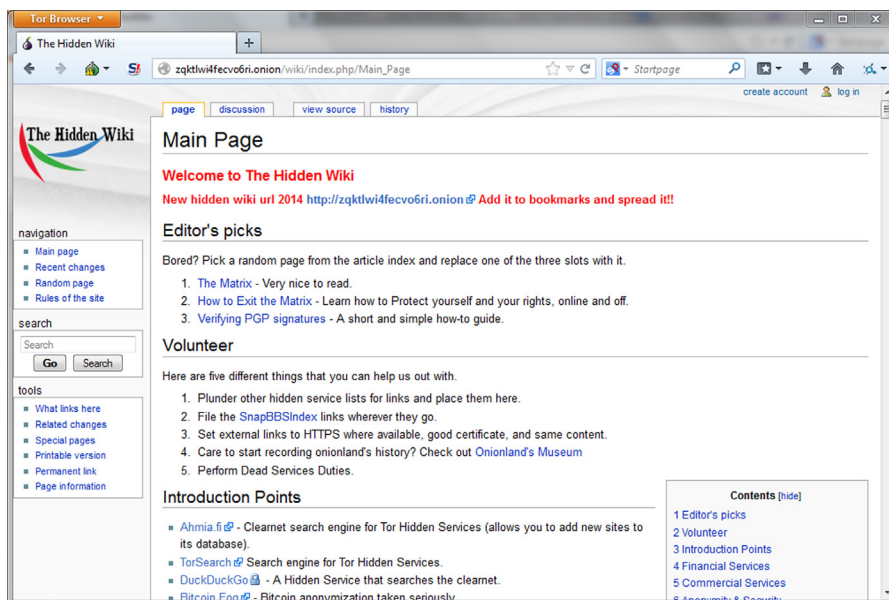 Tor Browser
The Hidden Wiki
zqktlwi4fecvo6ri.onion/wiki/index.php/Main_Page
Startpage
create account log in
page discussion view source history
The Hidden Wiki
Main Page
Welcome to The Hidden Wiki
New hidden wiki url 2014 http://zqktlwi4fecvo6ri.onion Add it to bookmarks and spread it!!
navigation
Main page
Recent changes
Random page
Rules of the site
search
Search
Go Search
tools
What links here
Related changes
Special pages
Printable version
Permanent link
Page information
Editor's picks
Bored? Pick a random page from the article index and replace one of the three slots with it.
1. The Matrix - Very nice to read.
2. How to Exit the Matrix - Learn how to Protect yourself and your rights, online and off.
3. Verifying PGP signatures - A short and simple how-to guide.
Volunteer
Here are five different things that you can help us out with.
1. Plunder other hidden service lists for links and place them here.
2. File the SnapBBSIndex links wherever they go.
3. Set external links to HTTPS where available, good certificate, and same content.
4. Care to start recording onionland's history? Check out Onionland's Museum
5. Perform Dead Services Duties.
Introduction Points
Ahmia.fi - Clearnet search engine for Tor Hidden Services (allows you to add new sites to
its database).
TorSearch Search engine for Tor Hidden Services.
DuckDuckGo - A Hidden Service that searches the clearnet.
Bitcoin Fog - Bitcoin anonymization taken seriously.
Contents [hide]
1 Editor's picks
2 Volunteer
3 Introduction Points
4 Financial Services
5 Commercial Services
6 Anonymity & Security